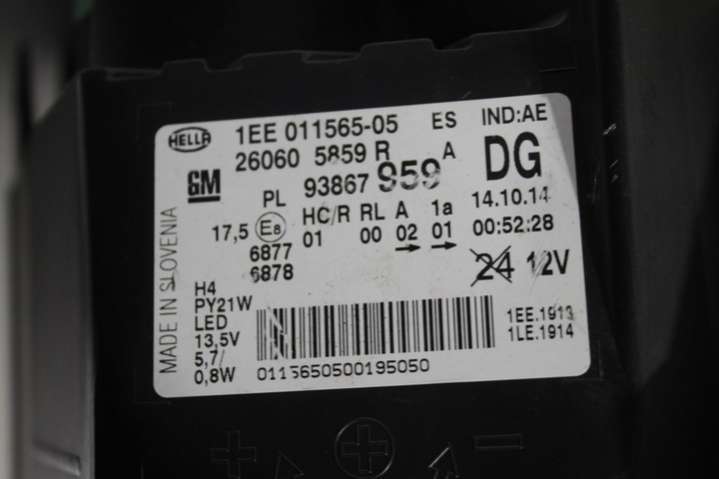 HELLA 1EE 011565-05 ES IND:AE
26060 5859 R A DG
GM PL 93867 959 14.10.14
17,5 E8 HC/R RL A 1a 00:52:28
01 00 02 01
6877
6878 24 12V
MADE IN SLOVENIA
H4
PY21W
LED
13,5V
5,7/
0,8W
1EE.1913
1LE.1914
0115650500195050